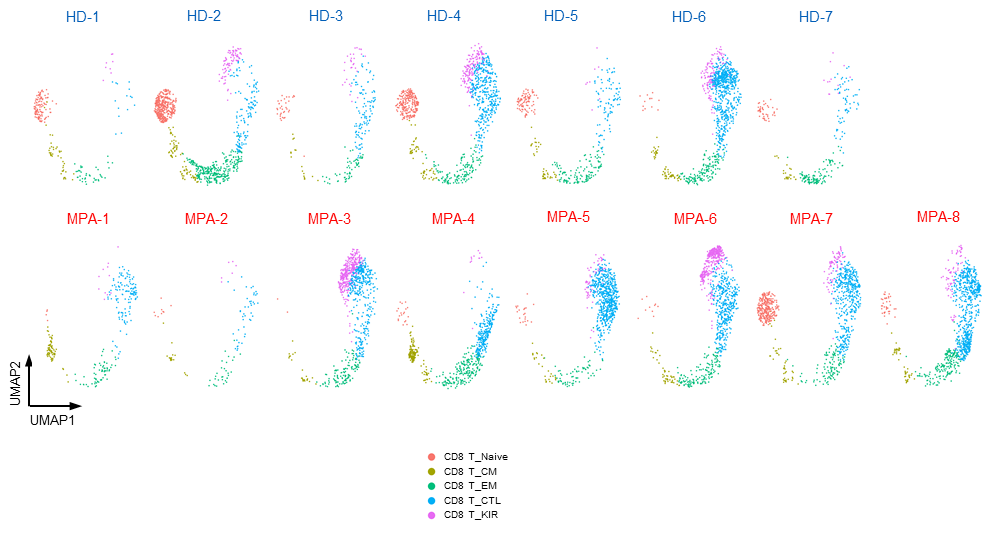 HD-1 HD-2 HD-3 HD-4 HD-5 HD-6 HD-7
MPA-1 MPA-2 MPA-3 MPA-4 MPA-5 MPA-6 MPA-7 MPA-8
UMAP2
UMAP1
CD8 T_Naive
CD8 T_CM
CD8 T_EM
CD8 T_CTL
CD8 T_KIR